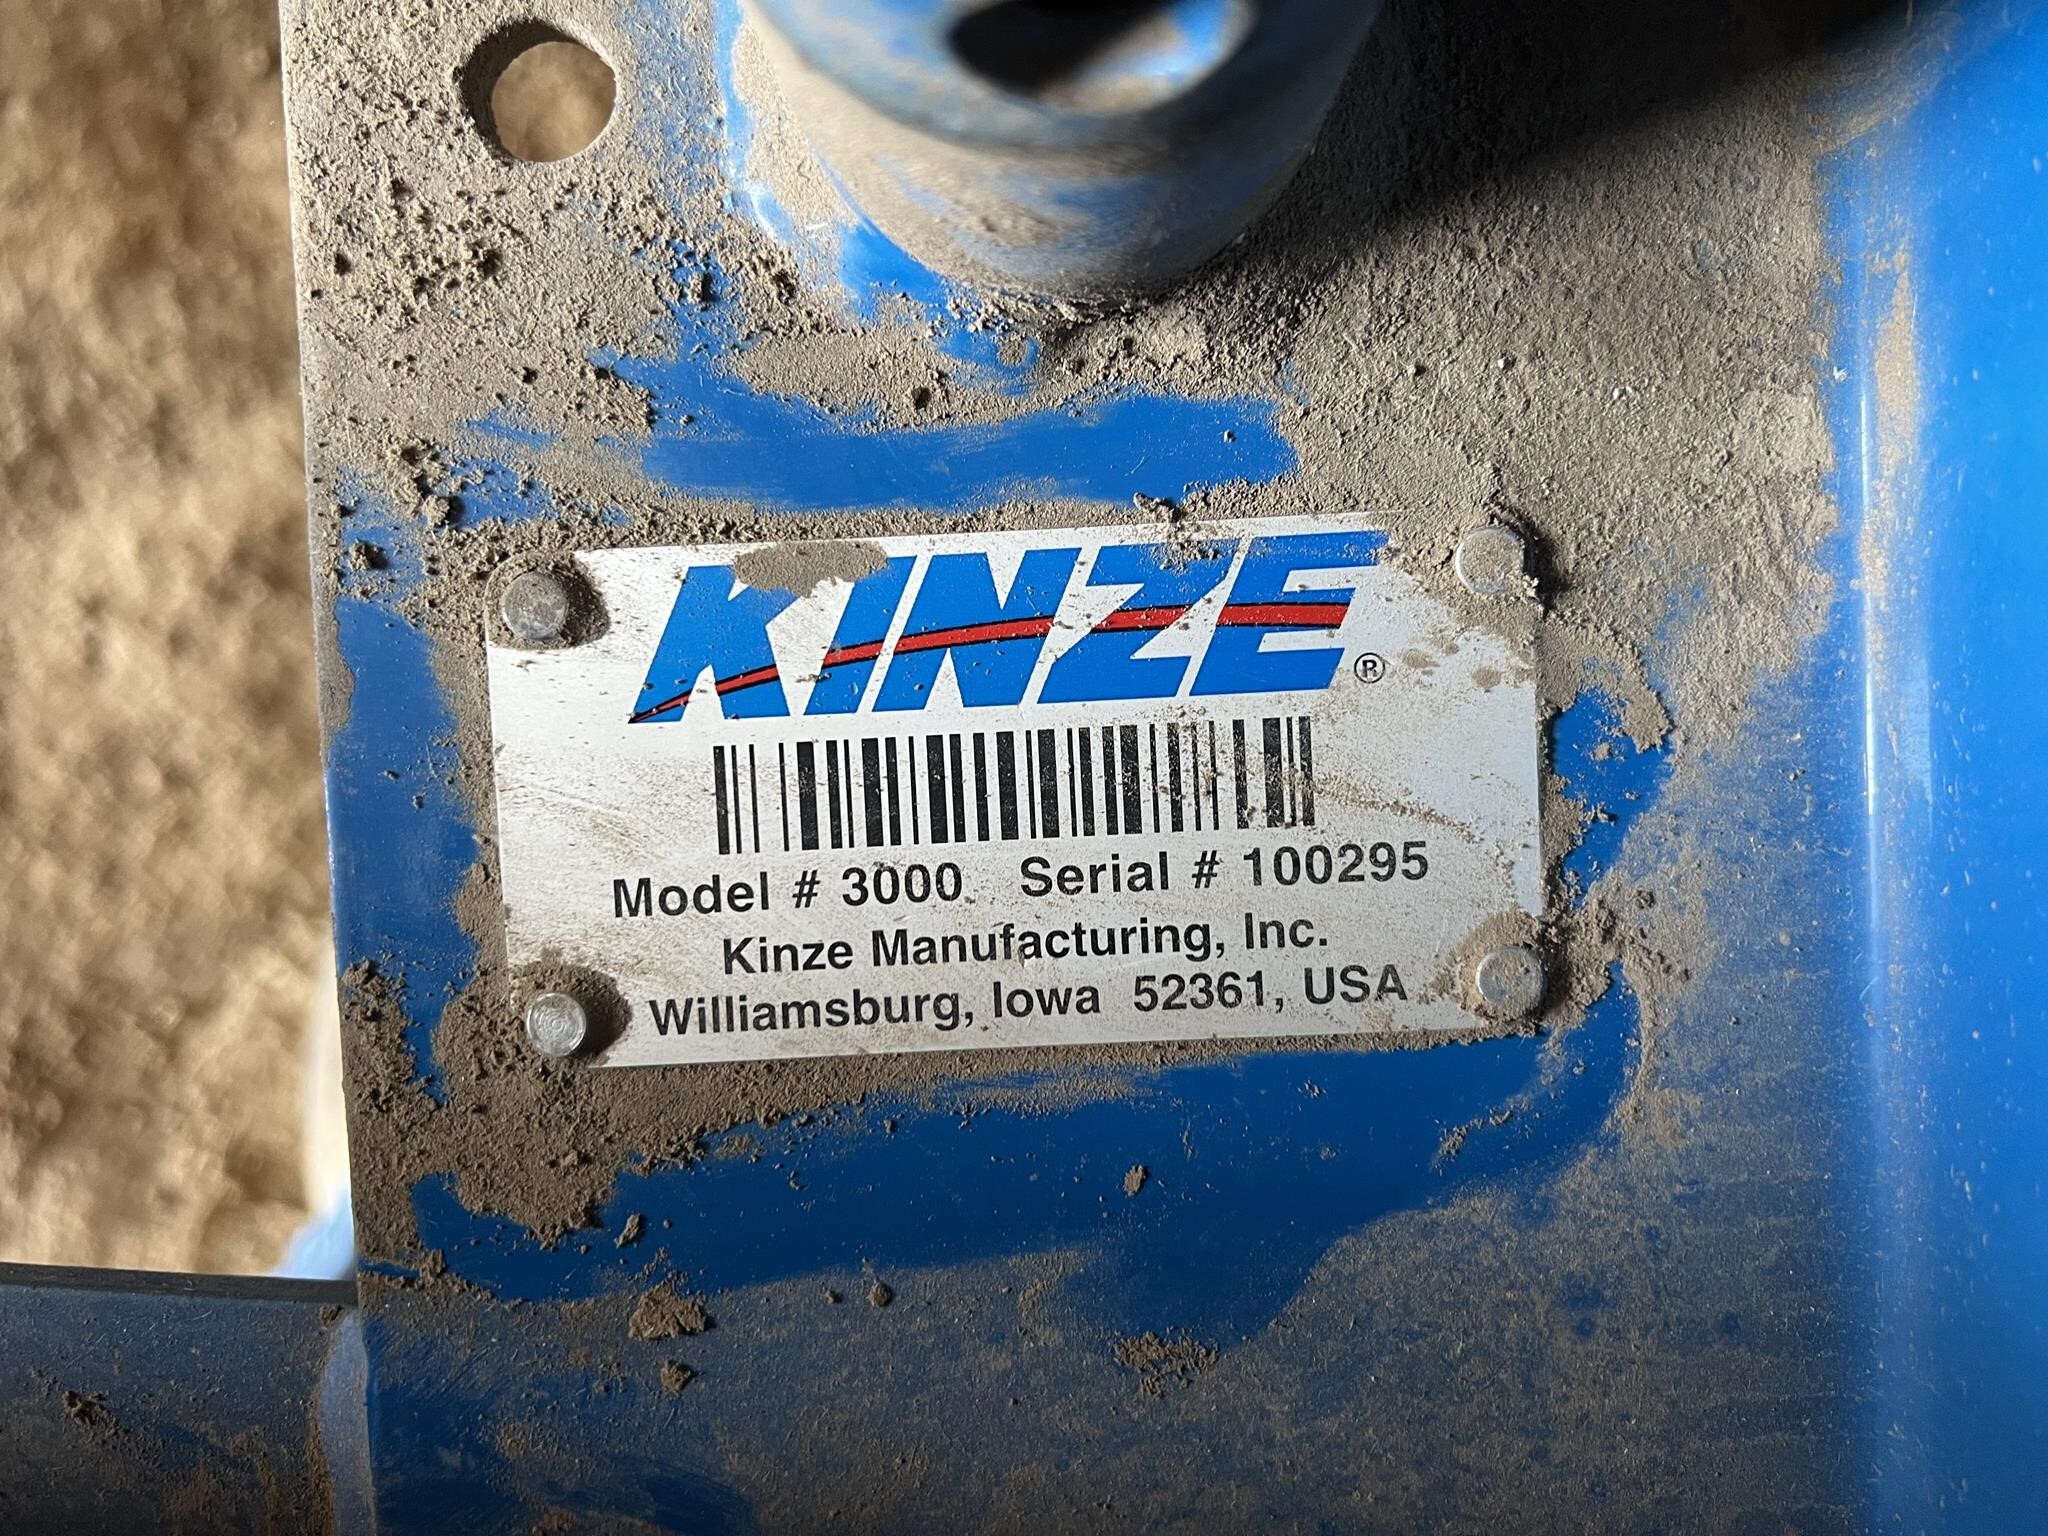 KINZE®
Model # 3000 Serial # 100295
Kinze Manufacturing, Inc.
Williamsburg, Iowa 52361, USA